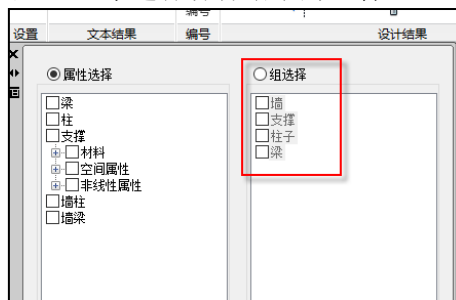 编号
设置 文本结果 编号 设计结果
属性选择 组选择
梁
柱
支撑
材料
空间属性
非线性属性
墙柱
墙梁
墙
支撑
柱子
梁